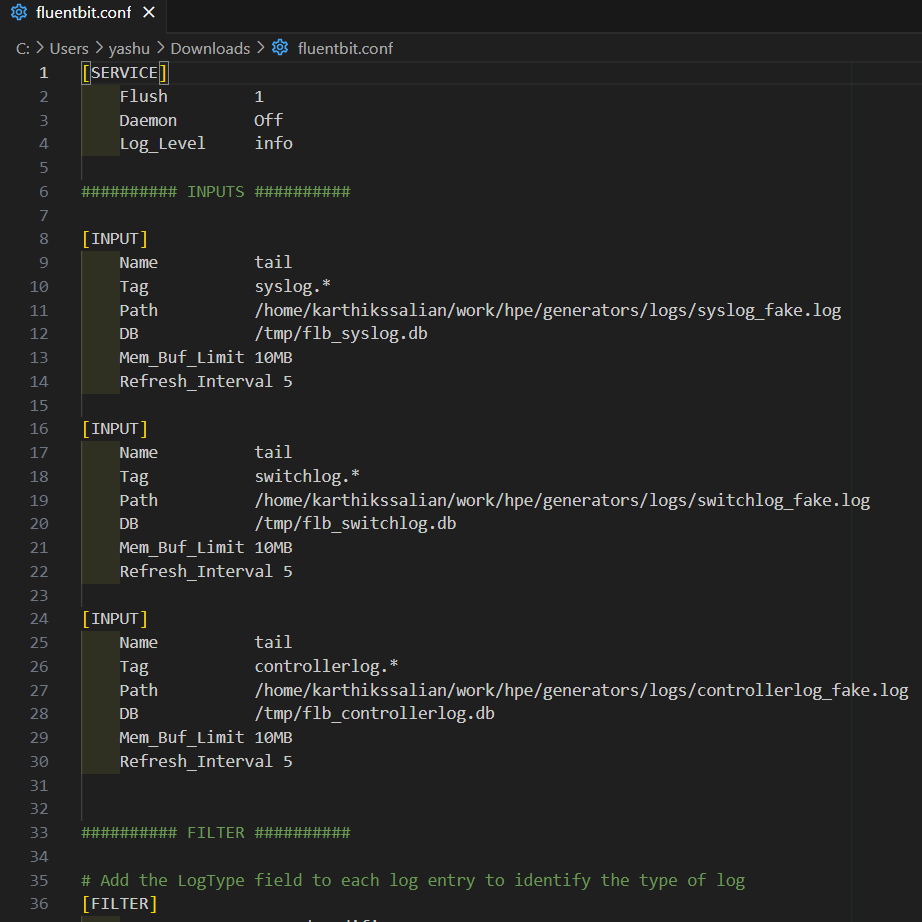 fluentbit.conf
C: > Users > yashu > Downloads > fluentbit.conf
1 [SERVICE]
2     Flush         1
3     Daemon        Off
4     Log_Level     info
5
6 ########## INPUTS ##########
7
8 [INPUT]
9     Name          tail
10     Tag           syslog.*
11     Path          /home/karthikssalian/work/hpe/generators/logs/syslog_fake.log
12     DB            /tmp/flb_syslog.db
13     Mem_Buf_Limit 10MB
14     Refresh_Interval 5
15
16 [INPUT]
17     Name          tail
18     Tag           switchlog.*
19     Path          /home/karthikssalian/work/hpe/generators/logs/switchlog_fake.log
20     DB            /tmp/flb_switchlog.db
21     Mem_Buf_Limit 10MB
22     Refresh_Interval 5
23
24 [INPUT]
25     Name          tail
26     Tag           controllerlog.*
27     Path          /home/karthikssalian/work/hpe/generators/logs/controllerlog_fake.log
28     DB            /tmp/flb_controllerlog.db
29     Mem_Buf_Limit 10MB
30     Refresh_Interval 5
31
32
33 ########## FILTER ##########
34
35 # Add the LogType field to each log entry to identify the type of log
36 [FILTER]